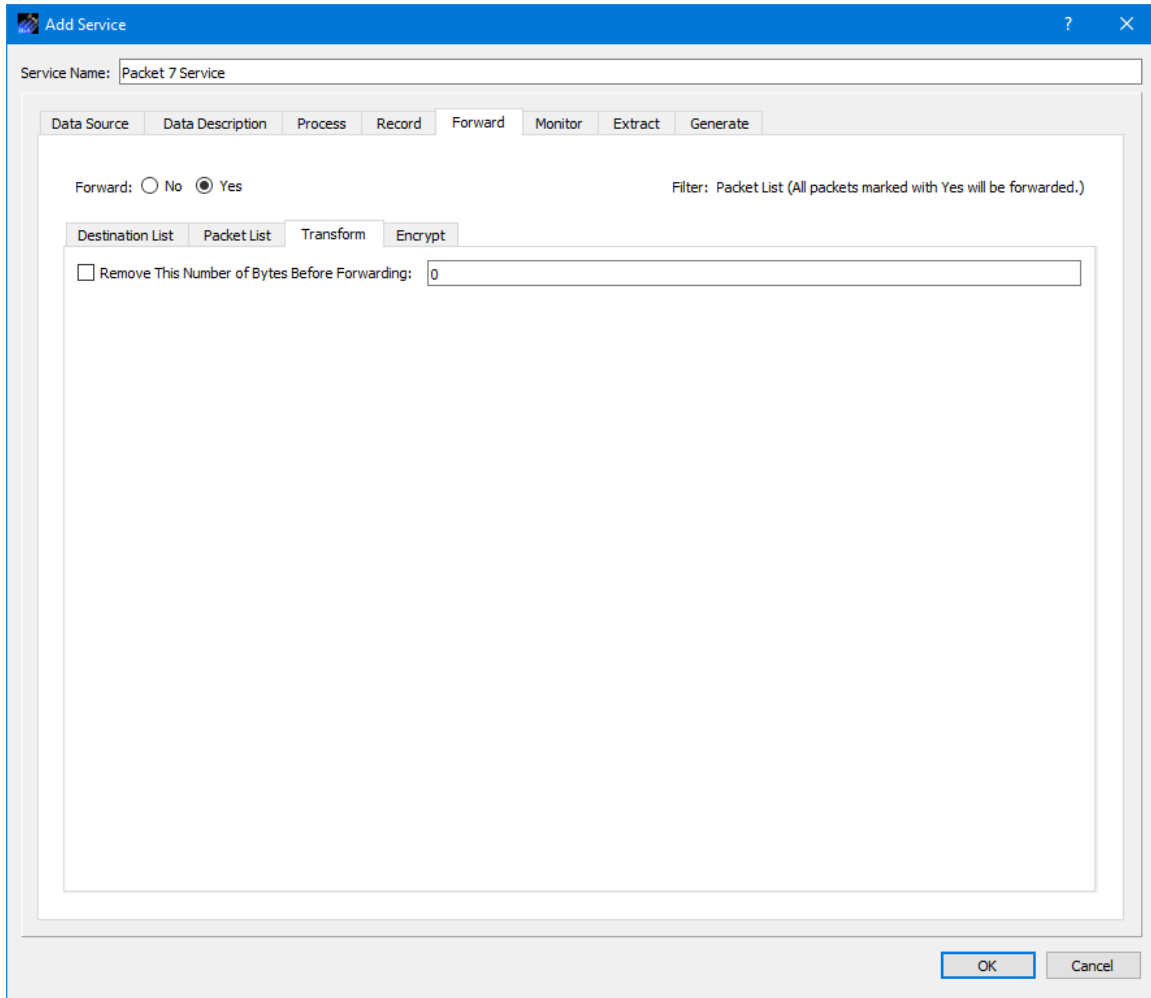 Add Service
Service Name: Packet 7 Service
Data Source Data Description Process Record Forward Monitor Extract Generate
Forward: No Yes Filter: Packet List (All packets marked with Yes will be forwarded.)
Destination List Packet List Transform Encrypt
Remove This Number of Bytes Before Forwarding: 0
OK Cancel